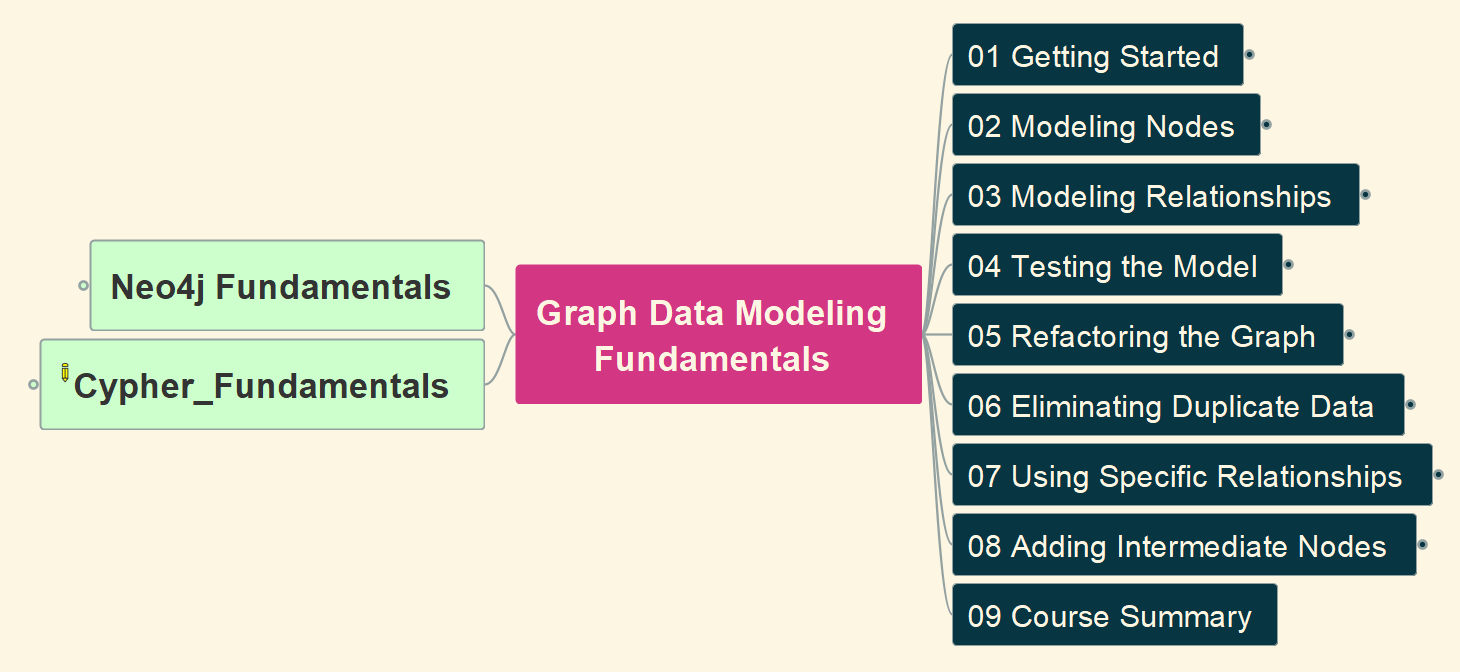 Neo4j Fundamentals
Cypher_Fundamentals
Graph Data Modeling
Fundamentals
01 Getting Started
02 Modeling Nodes
03 Modeling Relationships
04 Testing the Model
05 Refactoring the Graph
06 Eliminating Duplicate Data
07 Using Specific Relationships
08 Adding Intermediate Nodes
09 Course Summary